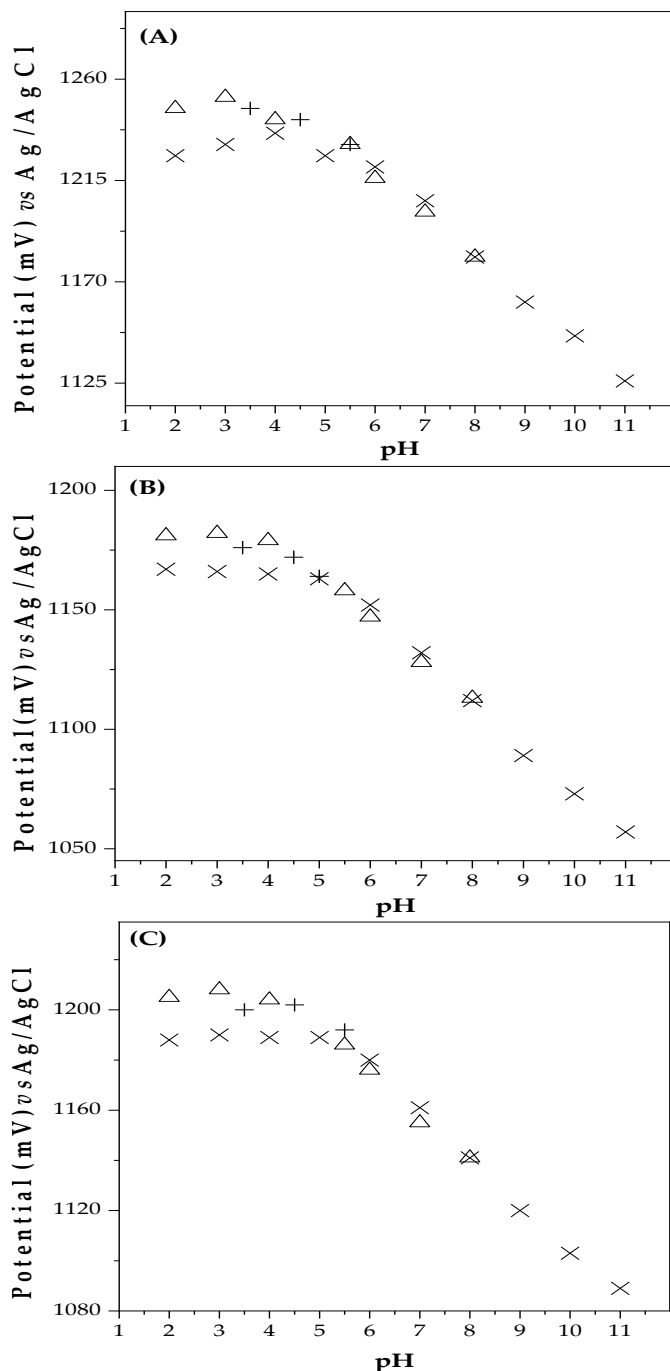 (A)
1260
1215
1170
1125
Potential (mV) vs Ag/AgCl
1 2 3 4 5 6 7 8 9 10 11
pH
(B)
1200
1150
1100
1050
Potential (mV) vs Ag/AgCl
1 2 3 4 5 6 7 8 9 10 11
pH
(C)
1200
1160
1120
1080
Potential (mV) vs Ag/AgCl
1 2 3 4 5 6 7 8 9 10 11
pH